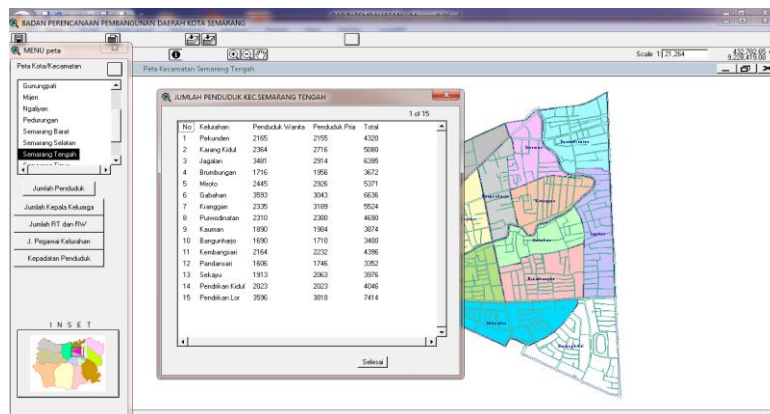 BADAN PERENCANAAN PEMBANGUNAN DAERAH KOTA SEMARANG
MENU peta
Scale 1: 21,264
432,702.65
9,228,419.00
Peta Kota/Kecamatan
Peta Kecamatan Semarang Tengah
Gunungpati
Mijen
Ngaliyan
Pedurungan
Semarang Barat
Semarang Selatan
Semarang Tengah
Jumlah Penduduk
Jumlah Kepala Keluarga
Jumlah RT dan RW
J. Pegawai Kelurahan
Kepadatan Penduduk
I N S E T
JUMLAH PENDUDUK KEC.SEMARANG TENGAH
1 of 15
No Kelurahan Penduduk Wanita Penduduk Pria Total
1 Pekunden 2165 2155 4320
2 Karang Kidul 2364 2716 5080
3 Jagalan 3481 2914 6395
4 Brumbungan 1716 1956 3672
5 Miroto 2445 2926 5371
6 Gabahan 3593 3043 6636
7 Kranggan 2335 3189 5524
8 Purwodinatan 2310 2380 4690
9 Kauman 1890 1984 3874
10 Bangunharjo 1690 1710 3400
11 Kembangsari 2164 2232 4396
12 Pandansari 1606 1746 3352
13 Sekayu 1913 2063 3976
14 Pendrikan Kidul 2023 2023 4046
15 Pendrikan Lor 3596 3818 7414
Selesai